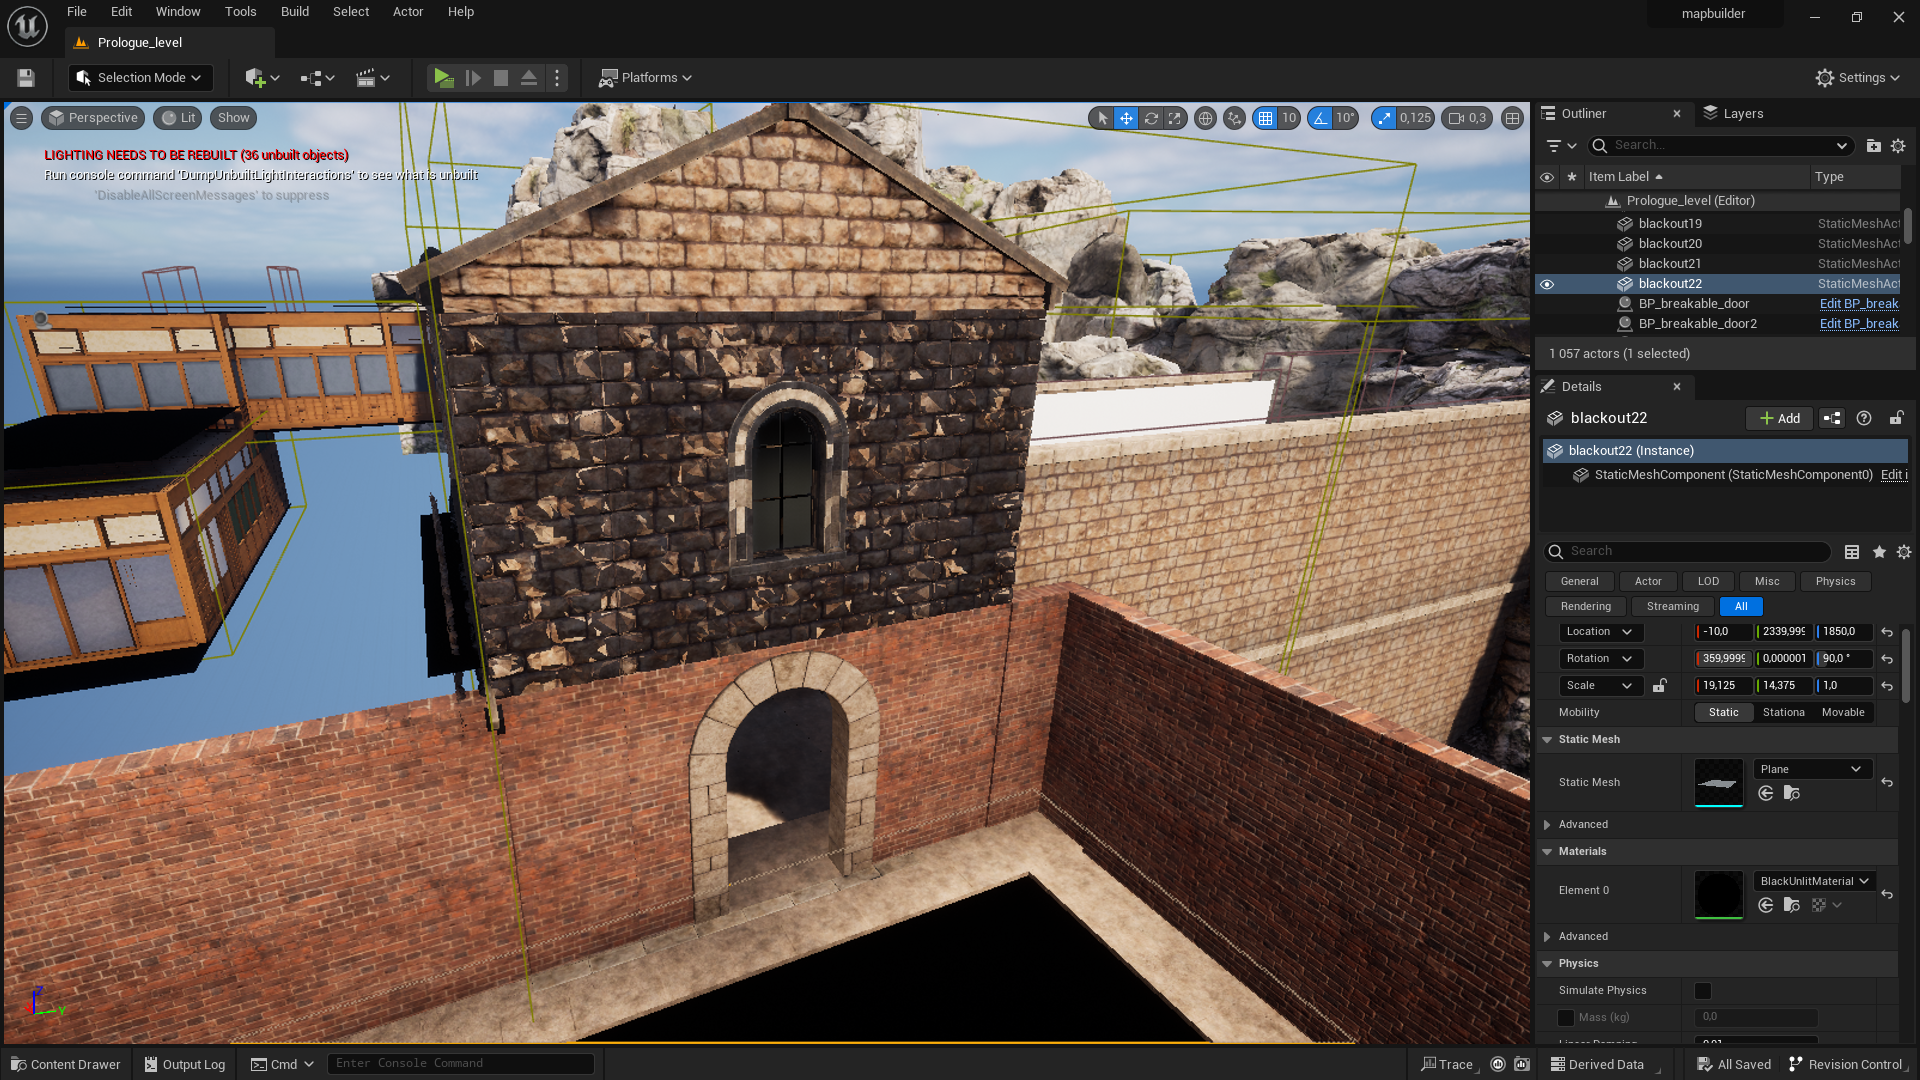 File Edit Window Tools Build Select Actor Help
mapbuilder
Prologue_level
Selection Mode
Platforms
Settings
Perspective Lit Show
10 10° 0,125 0,3
LIGHTING NEEDS TO BE REBUILT (36 unbuilt objects)
Run console command 'DumpUnbuiltLightInteractions' to see what is unbuilt
'DisableAllScreenMessages' to suppress
Z
Y
Outliner Layers
Search...
Item Label Type
Prologue_level (Editor)
blackout19 StaticMeshAct
blackout20 StaticMeshAct
blackout21 StaticMeshAct
blackout22 StaticMeshAct
BP_breakable_door Edit BP_break
BP_breakable_door2 Edit BP_break
1 057 actors (1 selected)
Details
blackout22 Add
blackout22 (Instance)
StaticMeshComponent (StaticMeshComponent0) Edit i
Search
General Actor LOD Misc Physics
Rendering Streaming All
Location -10,0 2339,999 1850,0
Rotation 359,9999 0,000001 90,0 °
Scale 19,125 14,375 1,0
Mobility Static Stationa Movable
Static Mesh
Static Mesh Plane
Advanced
Materials
Element 0 BlackUnlitMaterial
Advanced
Physics
Simulate Physics
Mass (kg) 0,0
Content Drawer Output Log Cmd Enter Console Command Trace Derived Data All Saved Revision Control